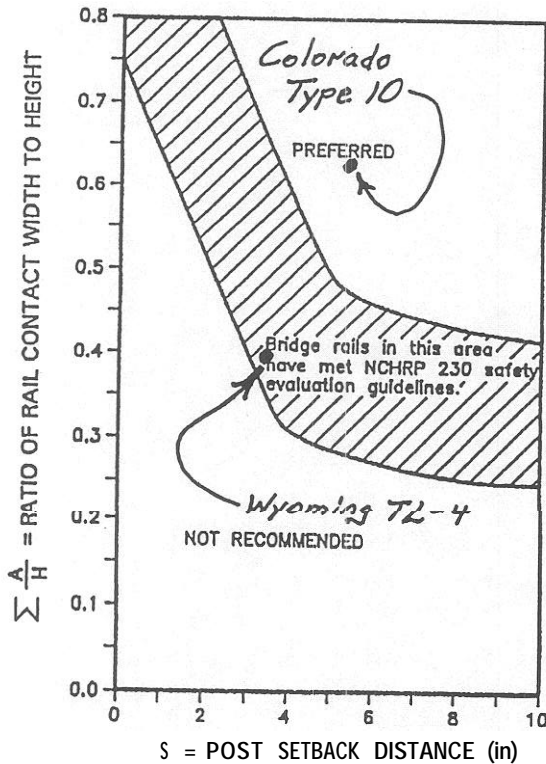 0.8
0.7
0.6
0.5
0.4
0.3
0.2
0.1
0.0
Σ A/H = RATIO OF RAIL CONTACT WIDTH TO HEIGHT
Colorado
Type 10
PREFERRED
Bridge rails in this area
have met NCHRP 230 safety
evaluation guidelines.
Wyoming TL-4
NOT RECOMMENDED
0 2 4 6 8 10
S = POST SETBACK DISTANCE (in)